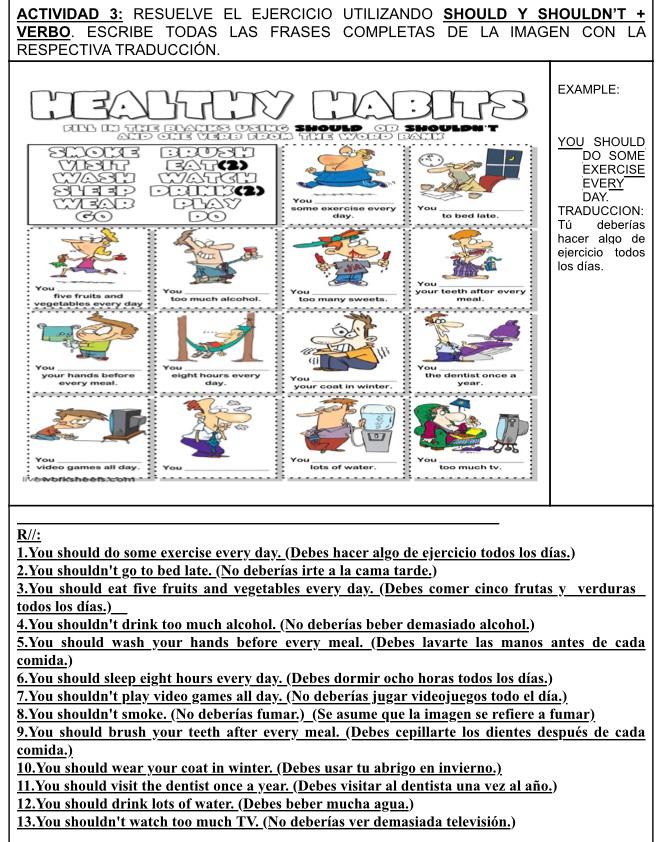 ACTIVIDAD 3: RESUELVE EL EJERCICIO UTILIZANDO SHOULD Y SHOULDN’T +
VERBO. ESCRIBE TODAS LAS FRASES COMPLETAS DE LA IMAGEN CON LA
RESPECTIVA TRADUCCIÓN.
HEALTHY HABITS
FILL IN THE BLANKS USING SHOULD OR SHOULDN'T
AND ONE VERB FROM THE WORD BANK
SMOKE BRUSH
VISIT EAT(2)
WASH WATCH
SLEEP DRINK(2)
WEAR PLAY
GO DO
You ________
some exercise every
day.
You ________
to bed late.
You ________
five fruits and
vegetables every day
You ________
too much alcohol.
You ________
too many sweets.
You ________
your teeth after every
meal.
You ________
your hands before
every meal.
You ________
eight hours every
day.
You ________
your coat in winter.
You ________
the dentist once a
year.
You ________
video games all day.
You ________
You ________
lots of water.
You ________
too much tv.
liveworksheets.com
EXAMPLE:
YOU SHOULD
DO SOME
EXERCISE
EVERY
DAY.
TRADUCCION:
Tú deberías
hacer algo de
ejercicio todos
los días.
R//:
1.You should do some exercise every day. (Debes hacer algo de ejercicio todos los días.)
2.You shouldn't go to bed late. (No deberías irte a la cama tarde.)
3.You should eat five fruits and vegetables every day. (Debes comer cinco frutas y verduras
todos los días.)
4.You shouldn't drink too much alcohol. (No deberías beber demasiado alcohol.)
5.You should wash your hands before every meal. (Debes lavarte las manos antes de cada
comida.)
6.You should sleep eight hours every day. (Debes dormir ocho horas todos los días.)
7.You shouldn't play video games all day. (No deberías jugar videojuegos todo el día.)
8.You shouldn't smoke. (No deberías fumar.) (Se asume que la imagen se refiere a fumar)
9.You should brush your teeth after every meal. (Debes cepillarte los dientes después de cada
comida.)
10.You should wear your coat in winter. (Debes usar tu abrigo en invierno.)
11.You should visit the dentist once a year. (Debes visitar al dentista una vez al año.)
12.You should drink lots of water. (Debes beber mucha agua.)
13.You shouldn't watch too much TV. (No deberías ver demasiada televisión.)